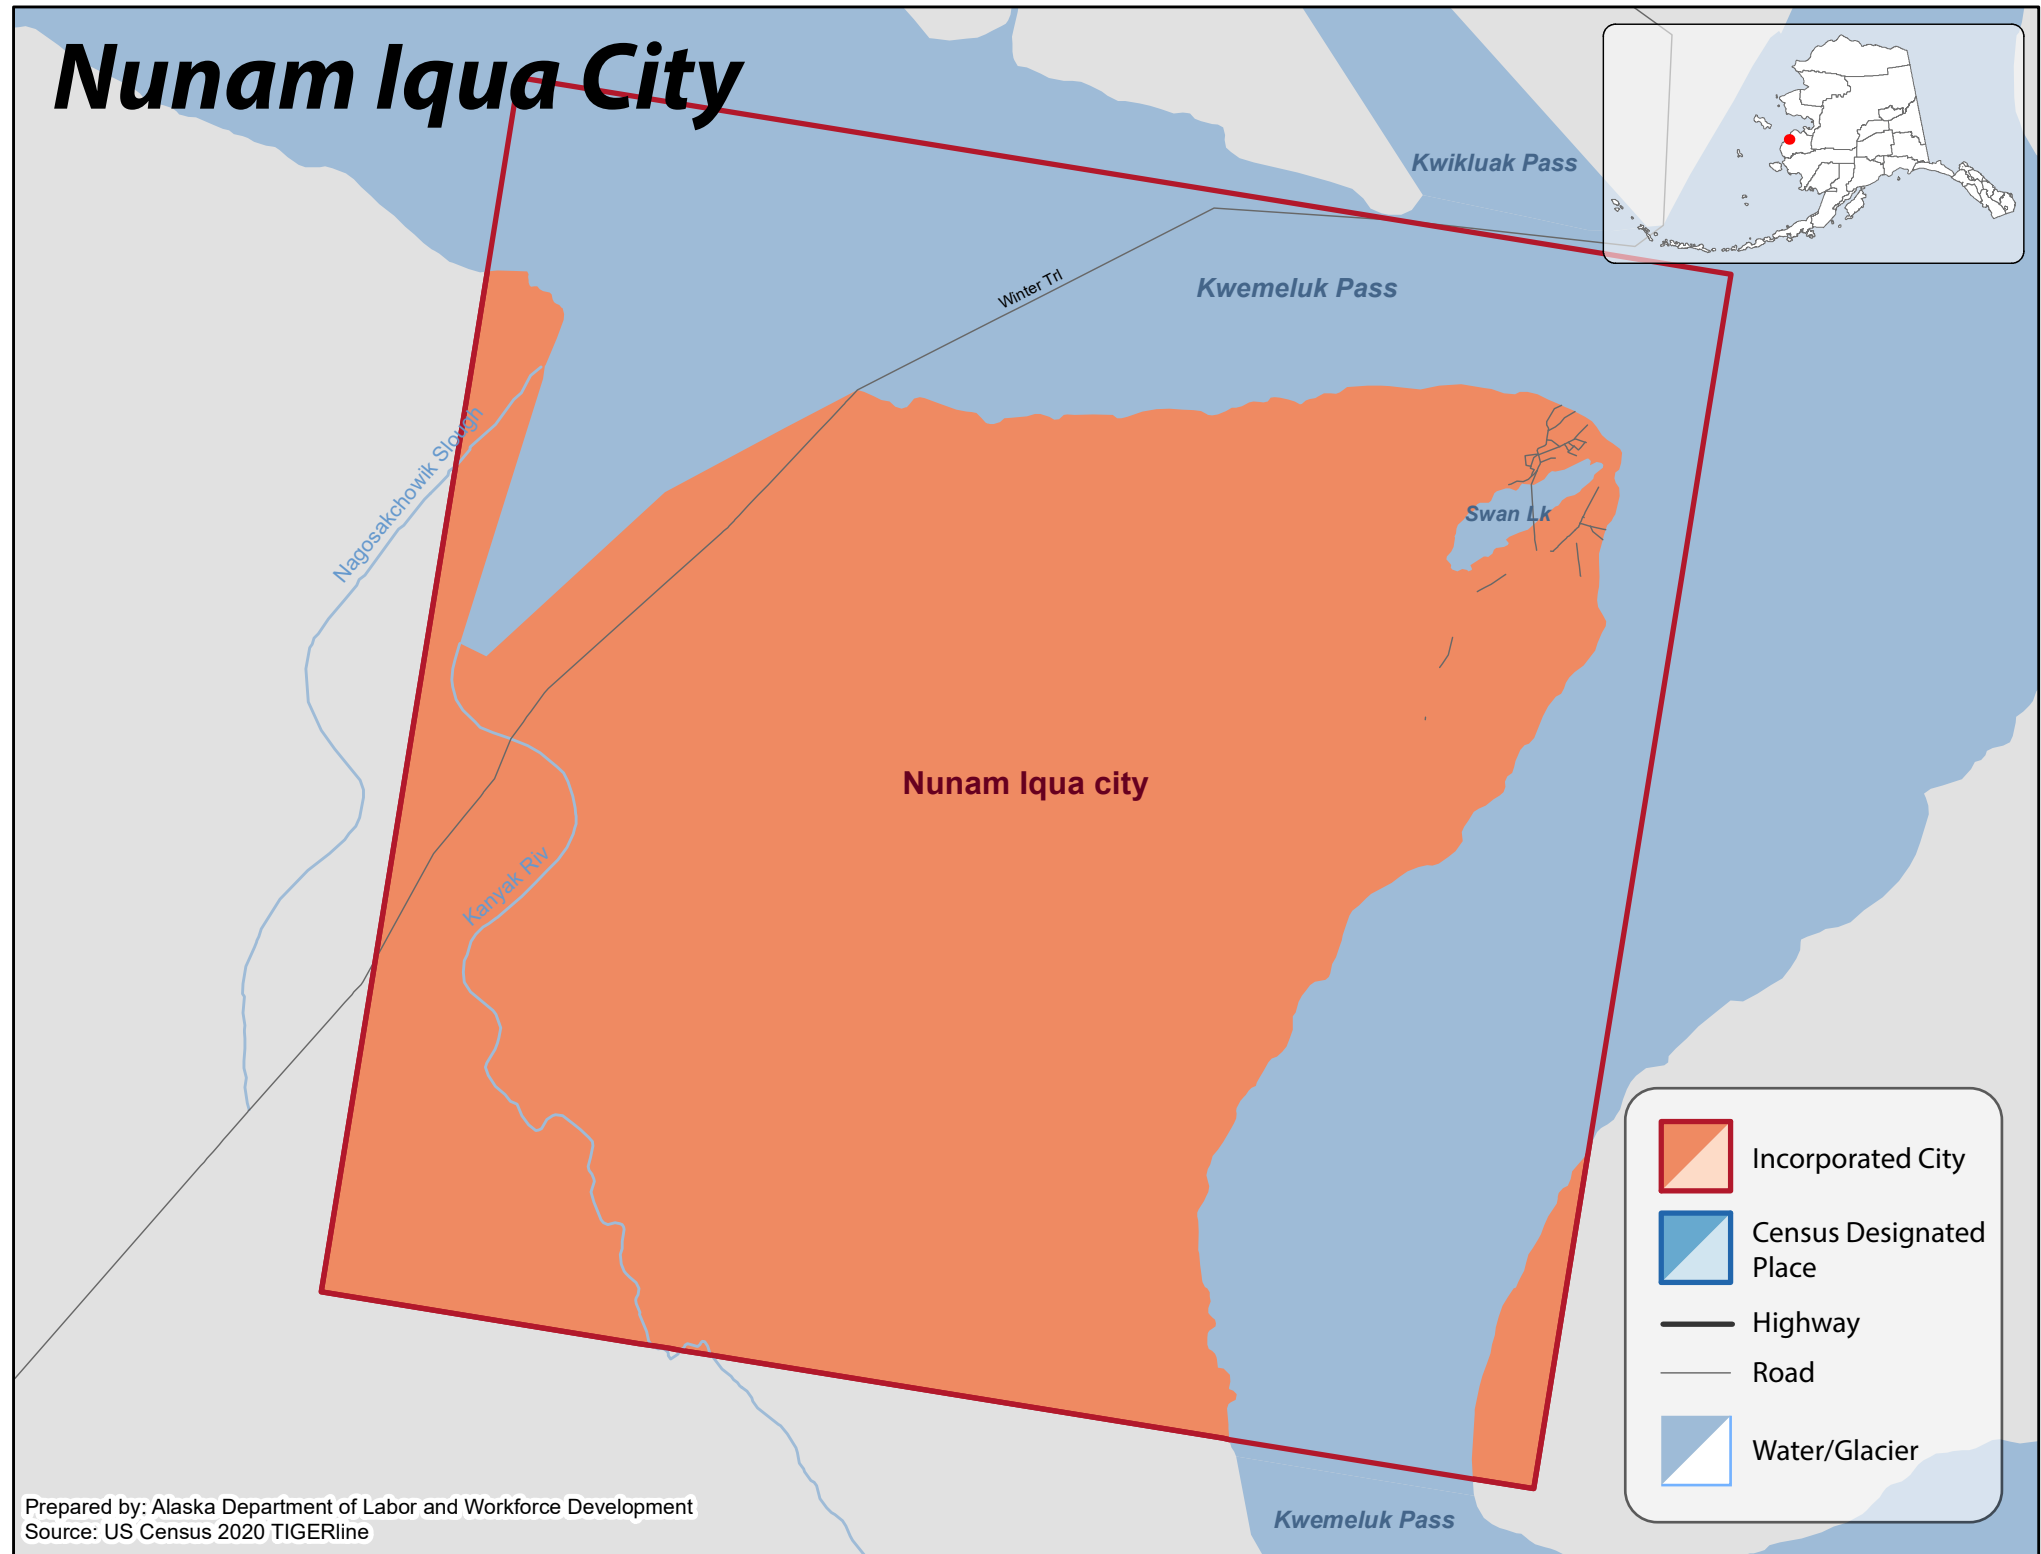 Nunam Iqua City
Kwikluak Pass
Winter Trl
Kwemeluk Pass
Nagosakchowik Slough
Swan Lk
Nunam Iqua city
Kanyak Riv
Incorporated City
Census Designated
Place
Highway
Road
Water/Glacier
Prepared by: Alaska Department of Labor and Workforce Development
Source: US Census 2020 TIGERline
Kwemeluk Pass